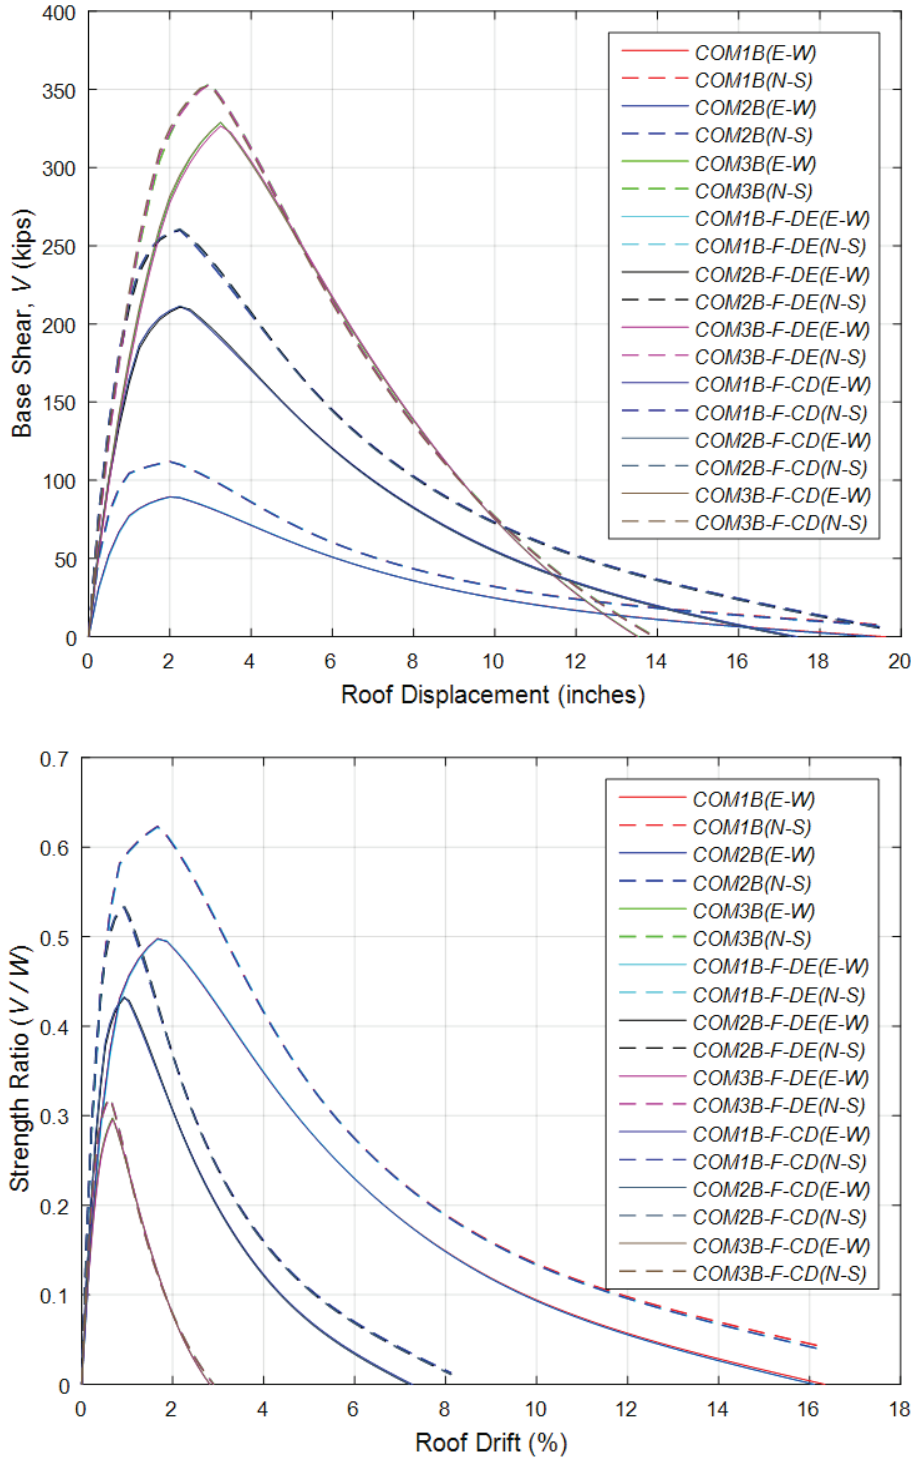 400
350
300
250
200
150
100
50
0
Base Shear, V (kips)
COM1B(E-W)
COM1B(N-S)
COM2B(E-W)
COM2B(N-S)
COM3B(E-W)
COM3B(N-S)
COM1B-F-DE(E-W)
COM1B-F-DE(N-S)
COM2B-F-DE(E-W)
COM2B-F-DE(N-S)
COM3B-F-DE(E-W)
COM3B-F-DE(N-S)
COM1B-F-CD(E-W)
COM1B-F-CD(N-S)
COM2B-F-CD(E-W)
COM2B-F-CD(N-S)
COM3B-F-CD(E-W)
COM3B-F-CD(N-S)
0 2 4 6 8 10 12 14 16 18 20
Roof Displacement (inches)
0.7
0.6
0.5
0.4
0.3
0.2
0.1
0
Strength Ratio (V / W)
COM1B(E-W)
COM1B(N-S)
COM2B(E-W)
COM2B(N-S)
COM3B(E-W)
COM3B(N-S)
COM1B-F-DE(E-W)
COM1B-F-DE(N-S)
COM2B-F-DE(E-W)
COM2B-F-DE(N-S)
COM3B-F-DE(E-W)
COM3B-F-DE(N-S)
COM1B-F-CD(E-W)
COM1B-F-CD(N-S)
COM2B-F-CD(E-W)
COM2B-F-CD(N-S)
COM3B-F-CD(E-W)
COM3B-F-CD(N-S)
0 2 4 6 8 10 12 14 16 18
Roof Drift (%)